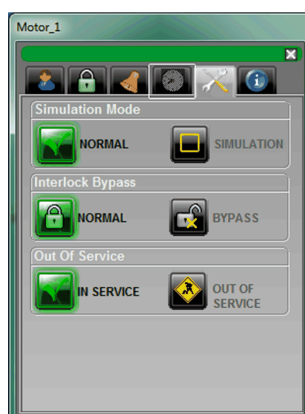 Motor_1
Simulation Mode
NORMAL
SIMULATION
Interlock Bypass
NORMAL
BYPASS
Out Of Service
IN SERVICE
OUT OF
SERVICE